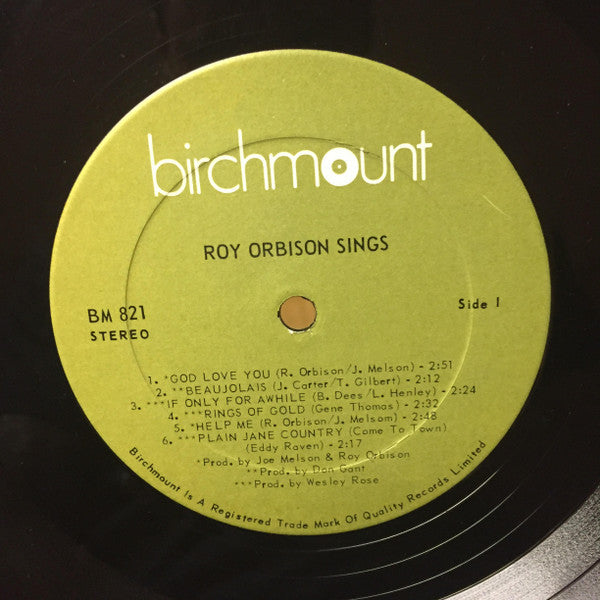 birchmount
ROY ORBISON SINGS
BM 821
STEREO
Side 1
1. *GOD LOVE YOU (R. Orbison/J. Melson) - 2:51
2. **BEAUJOLAIS (J. Carter/T. Gilbert) - 2:12
3. ***IF ONLY FOR AWHILE (B. Dees/L. Henley) - 2:24
4. ***RINGS OF GOLD (Gene Thomas) - 2:32
5. *HELP ME (R. Orbison/J. Melsom) - 2:48
6. ***PLAIN JANE COUNTRY (Come To Town)
(Eddy Raven) - 2:17
*Prod. by Joe Melson & Roy Orbison
**Prod. by Don Gant
***Prod. by Wesley Rose
Birchmount Is A Registered Trade Mark Of Quality Records Limited